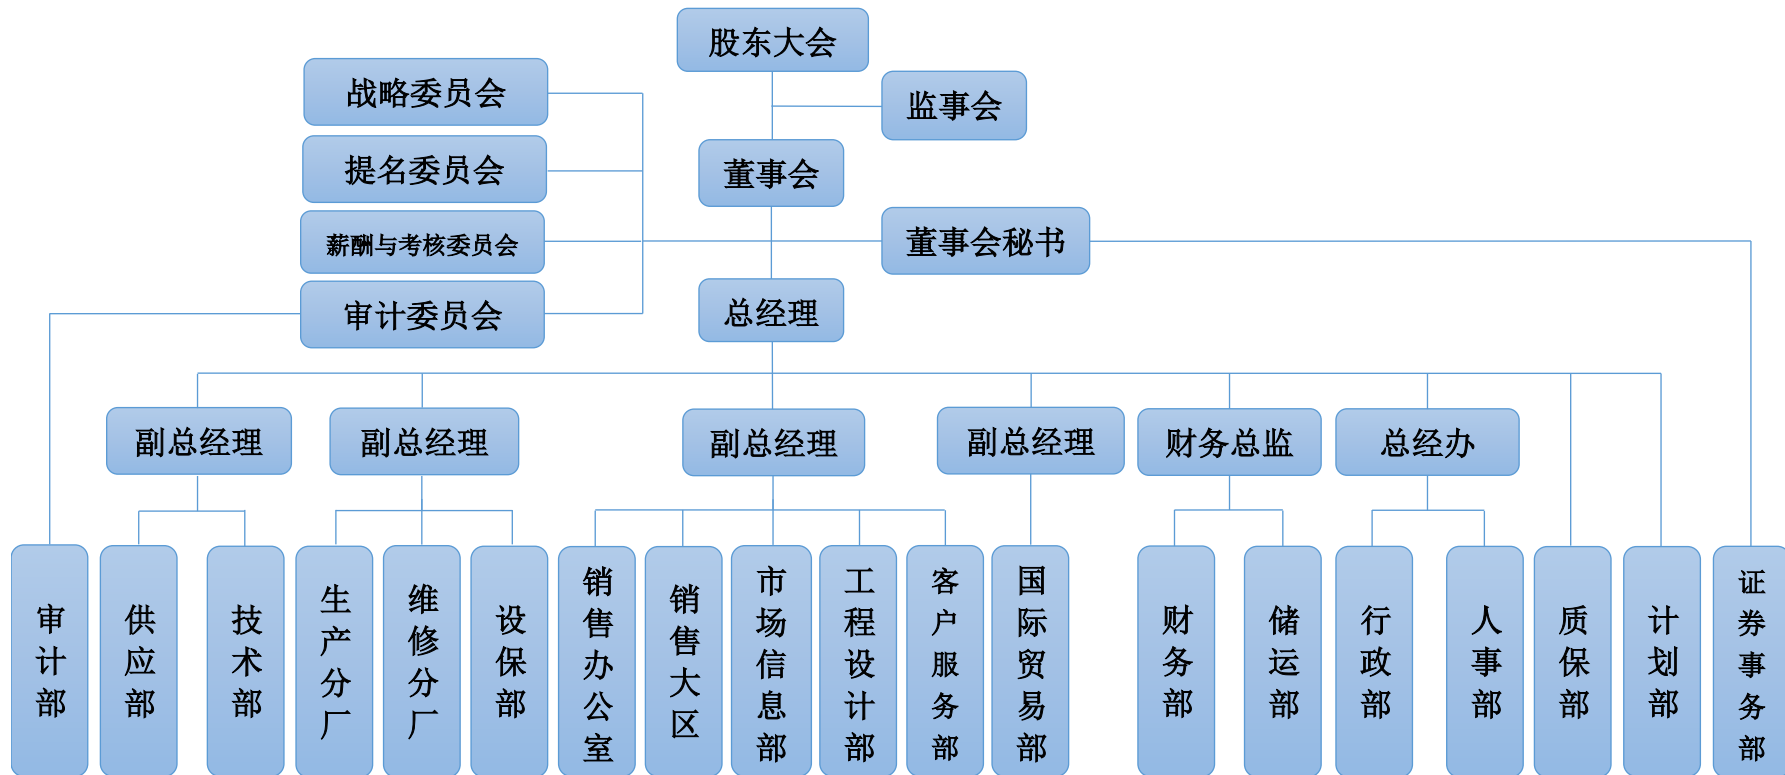 股东大会
战略委员会
监事会
提名委员会
董事会
薪酬与考核委员会
董事会秘书
审计委员会
总经理
副总经理
副总经理
副总经理
副总经理
财务总监
总经办
审计部
供应部
技术部
生产分厂
维修分厂
设保部
销售办公室
销售大区
市场信息部
工程设计部
客户服务部
国际贸易部
财务部
储运部
行政部
人事部
质保部
计划部
证券事务部